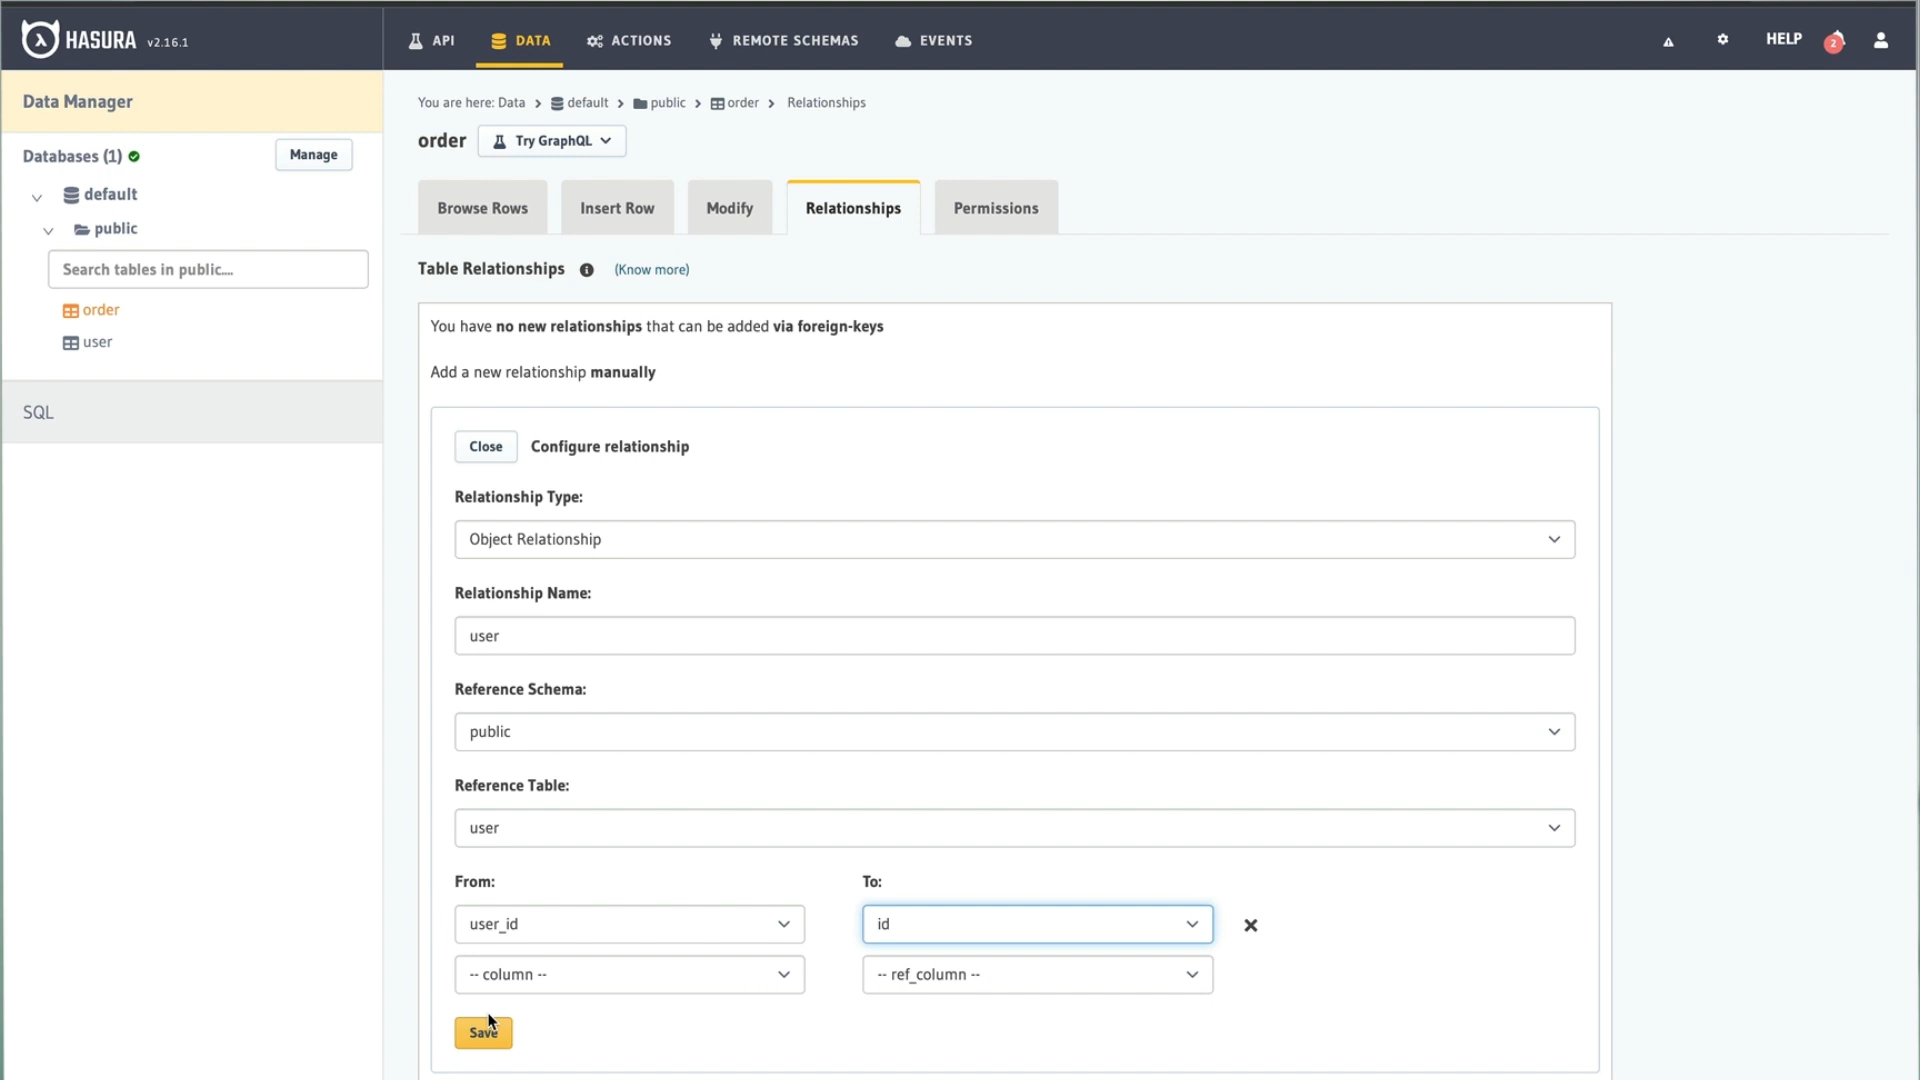 HASURA v2.16.1
API
DATA
ACTIONS
REMOTE SCHEMAS
EVENTS
HELP
2
Data Manager
Databases (1)
Manage
default
public
Search tables in public....
order
user
SQL
You are here: Data > default > public > order > Relationships
order
Try GraphQL
Browse Rows
Insert Row
Modify
Relationships
Permissions
Table Relationships (Know more)
You have no new relationships that can be added via foreign-keys
Add a new relationship manually
Close
Configure relationship
Relationship Type:
Object Relationship
Relationship Name:
user
Reference Schema:
public
Reference Table:
user
From:
To:
user_id
id
-- column --
-- ref_column --
Save